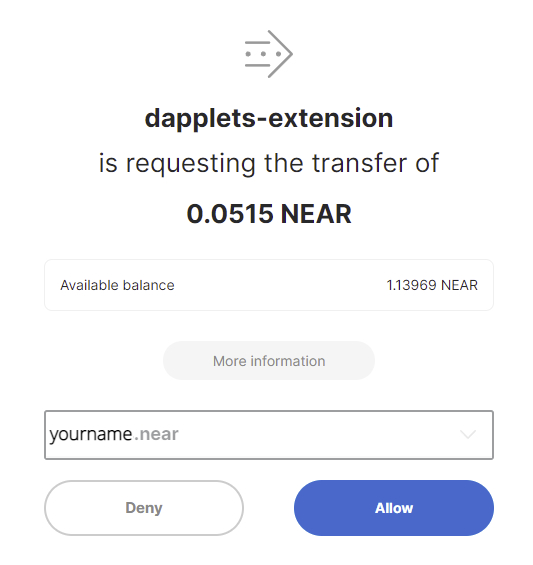 dapplets-extension
is requesting the transfer of
0.0515 NEAR
Available balance 1.13969 NEAR
More information
yourname.near
Deny Allow